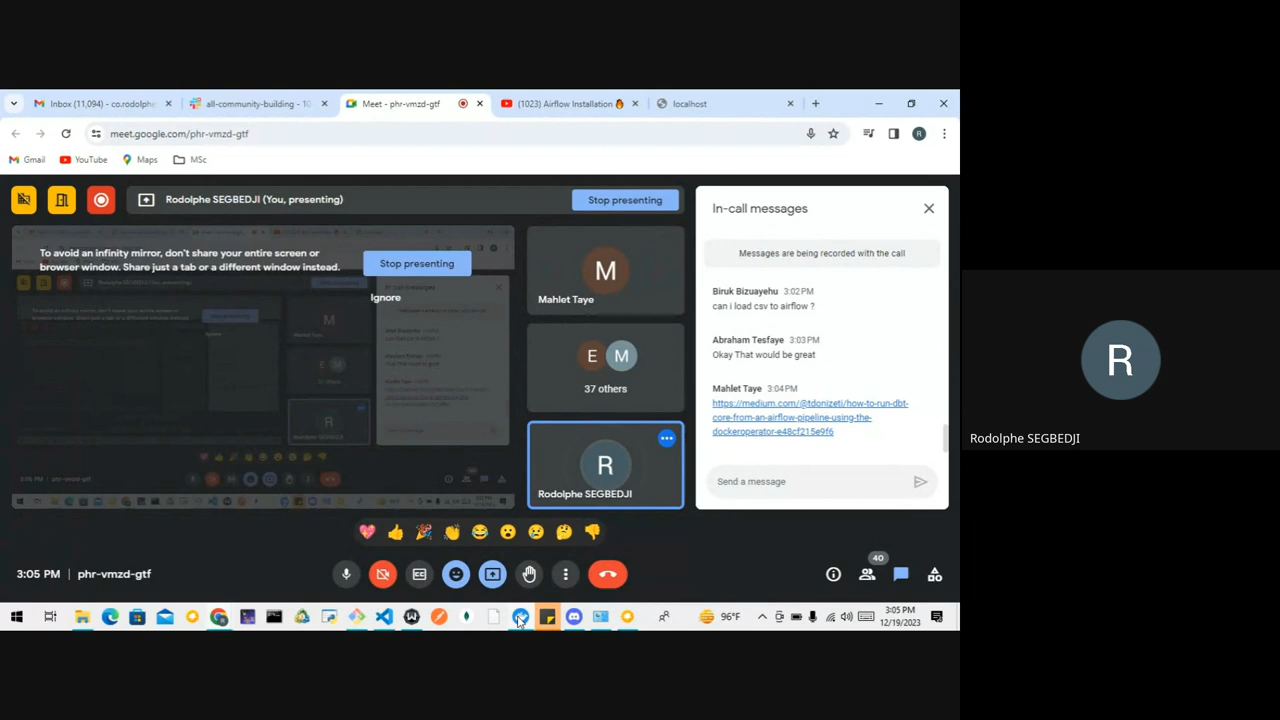 Inbox (11,094) - co.rodolphe
all-community-building - 10
Meet - phr-vmzd-gtf
(1023) Airflow Installation 🔥
localhost
meet.google.com/phr-vmzd-gtf
Gmail
YouTube
Maps
MSc
Rodolphe SEGBEDJI (You, presenting)
Stop presenting
To avoid an infinity mirror, don't share your entire screen or
browser window. Share just a tab or a different window instead.
Stop presenting
Ignore
M
Mahlet Taye
E M
37 others
R
Rodolphe SEGBEDJI
In-call messages
Messages are being recorded with the call
Biruk Bizuayehu 3:02PM
can i load csv to airflow ?
Abraham Tesfaye 3:03PM
Okay That would be great
Mahlet Taye 3:04PM
https://medium.com/@tdonizeti/how-to-run-dbt-
core-from-an-airflow-pipeline-using-the-
dockeroperator-e48cf215e9f6
Send a message
3:05 PM | phr-vmzd-gtf
40
96°F
3:05 PM
12/19/2023
R
Rodolphe SEGBEDJI